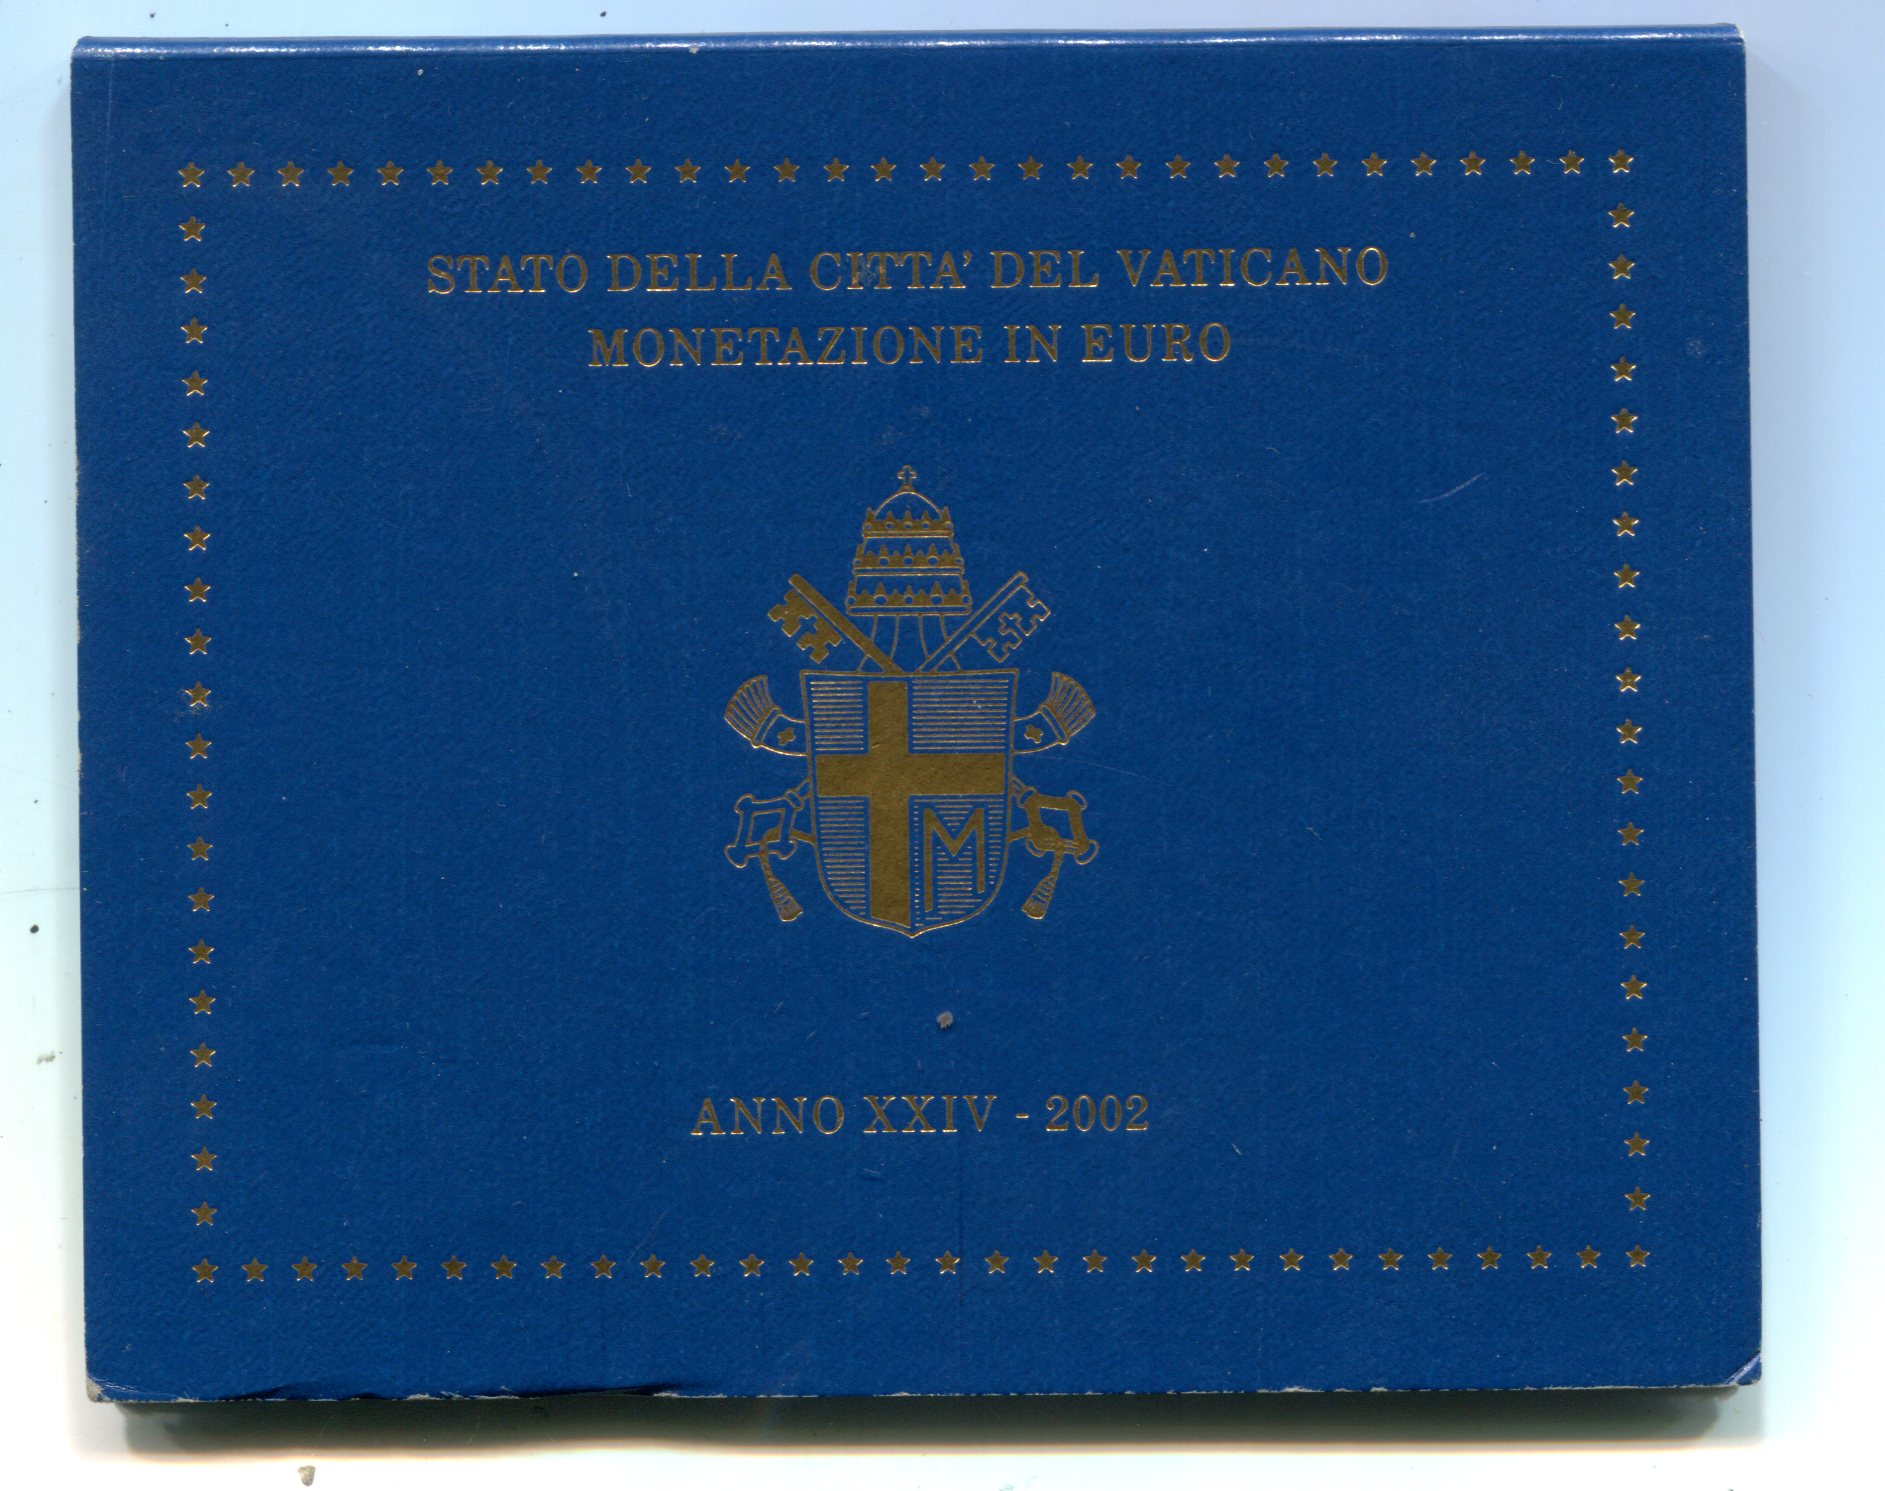 STATO DELLA CITTA' DEL VATICANO
MONETAZIONE IN EURO
M
ANNO XXIV - 2002